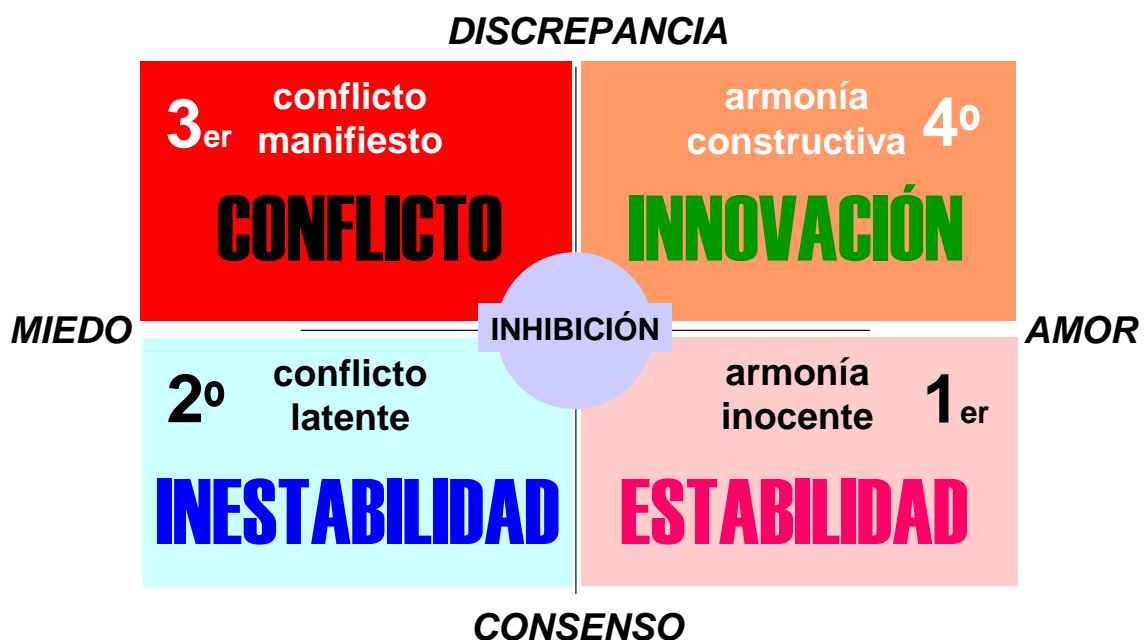 DISCREPANCIA
3er
conflicto
manifiesto
CONFLICTO
armonía
constructiva
4º
INNOVACIÓN
MIEDO
INHIBICIÓN
AMOR
2º
conflicto
latente
INESTABILIDAD
armonía
inocente
1er
ESTABILIDAD
CONSENSO